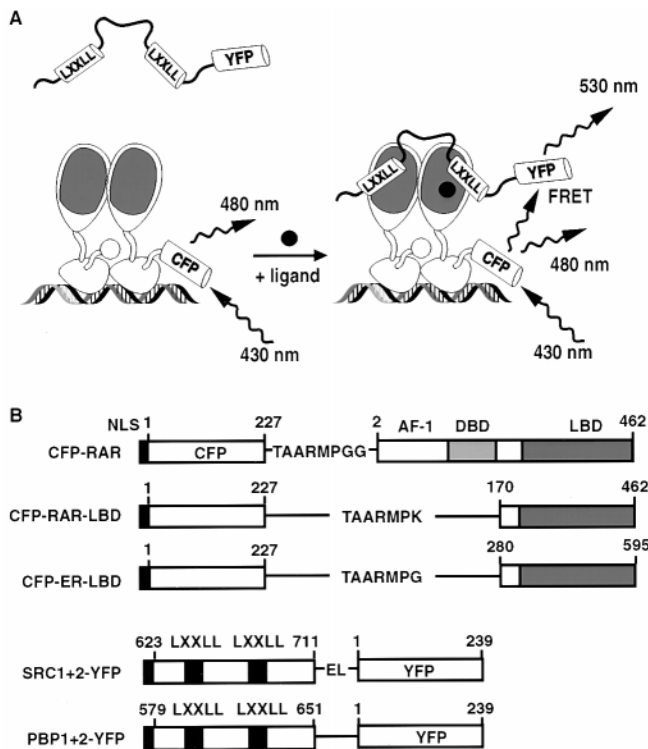 A
LXXLL
LXXLL
YFP
530 nm
LXXLL
LXXLL
YFP
480 nm
FRET
CFP
+ ligand
CFP
480 nm
430 nm
430 nm
B
NLS 1 227 2 AF-1 DBD LBD 462
CFP-RAR CFP TAARMPGG
1 227 170 462
CFP-RAR-LBD TAARMPK
1 227 280 595
CFP-ER-LBD TAARMPG
623 LXXLL LXXLL 711 1 239
SRC1+2-YFP EL YFP
579 LXXLL LXXLL 651 1 239
PBP1+2-YFP YFP